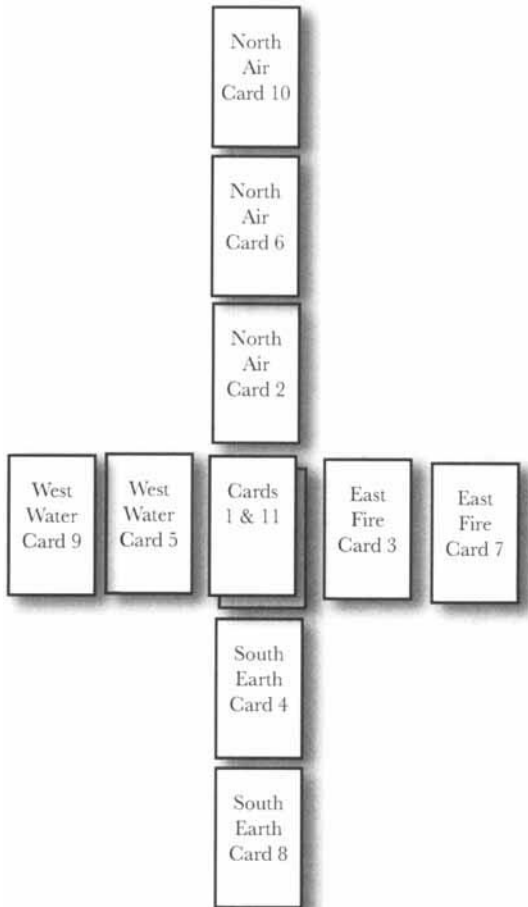 North
Air
Card 10
North
Air
Card 6
North
Air
Card 2
West
Water
Card 9
West
Water
Card 5
Cards
1 & 11
East
Fire
Card 3
East
Fire
Card 7
South
Earth
Card 4
South
Earth
Card 8